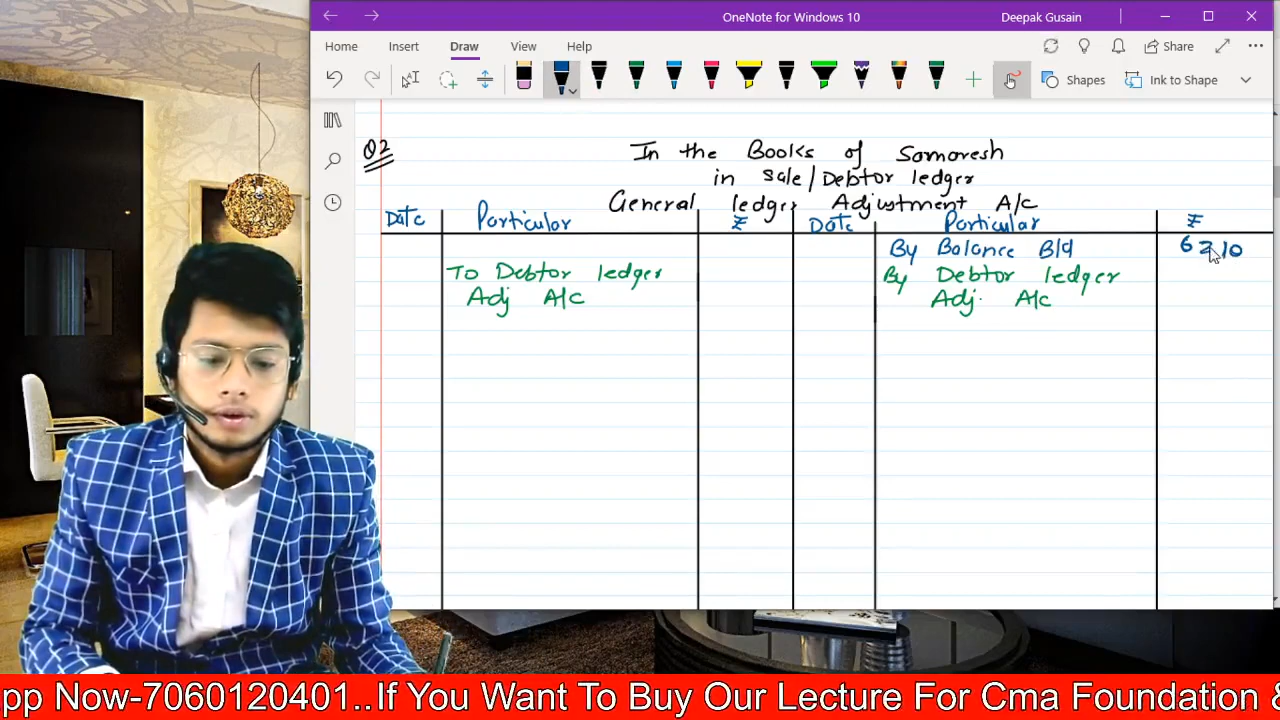 OneNote for Windows 10
Deepak Gusain
Home Insert Draw View Help
Share
Shapes
Ink to Shape
Q2
In the Books of Samaresh
in Sale/Debtor ledger
General ledger Adjustment A/c
Date Particular ₹ Date Particular ₹
By Balance B/d 6210
To Debtor ledger By Debtor ledger
Adj A/c Adj. A/c
pp Now-7060120401..If You Want To Buy Our Lecture For Cma Foundation &